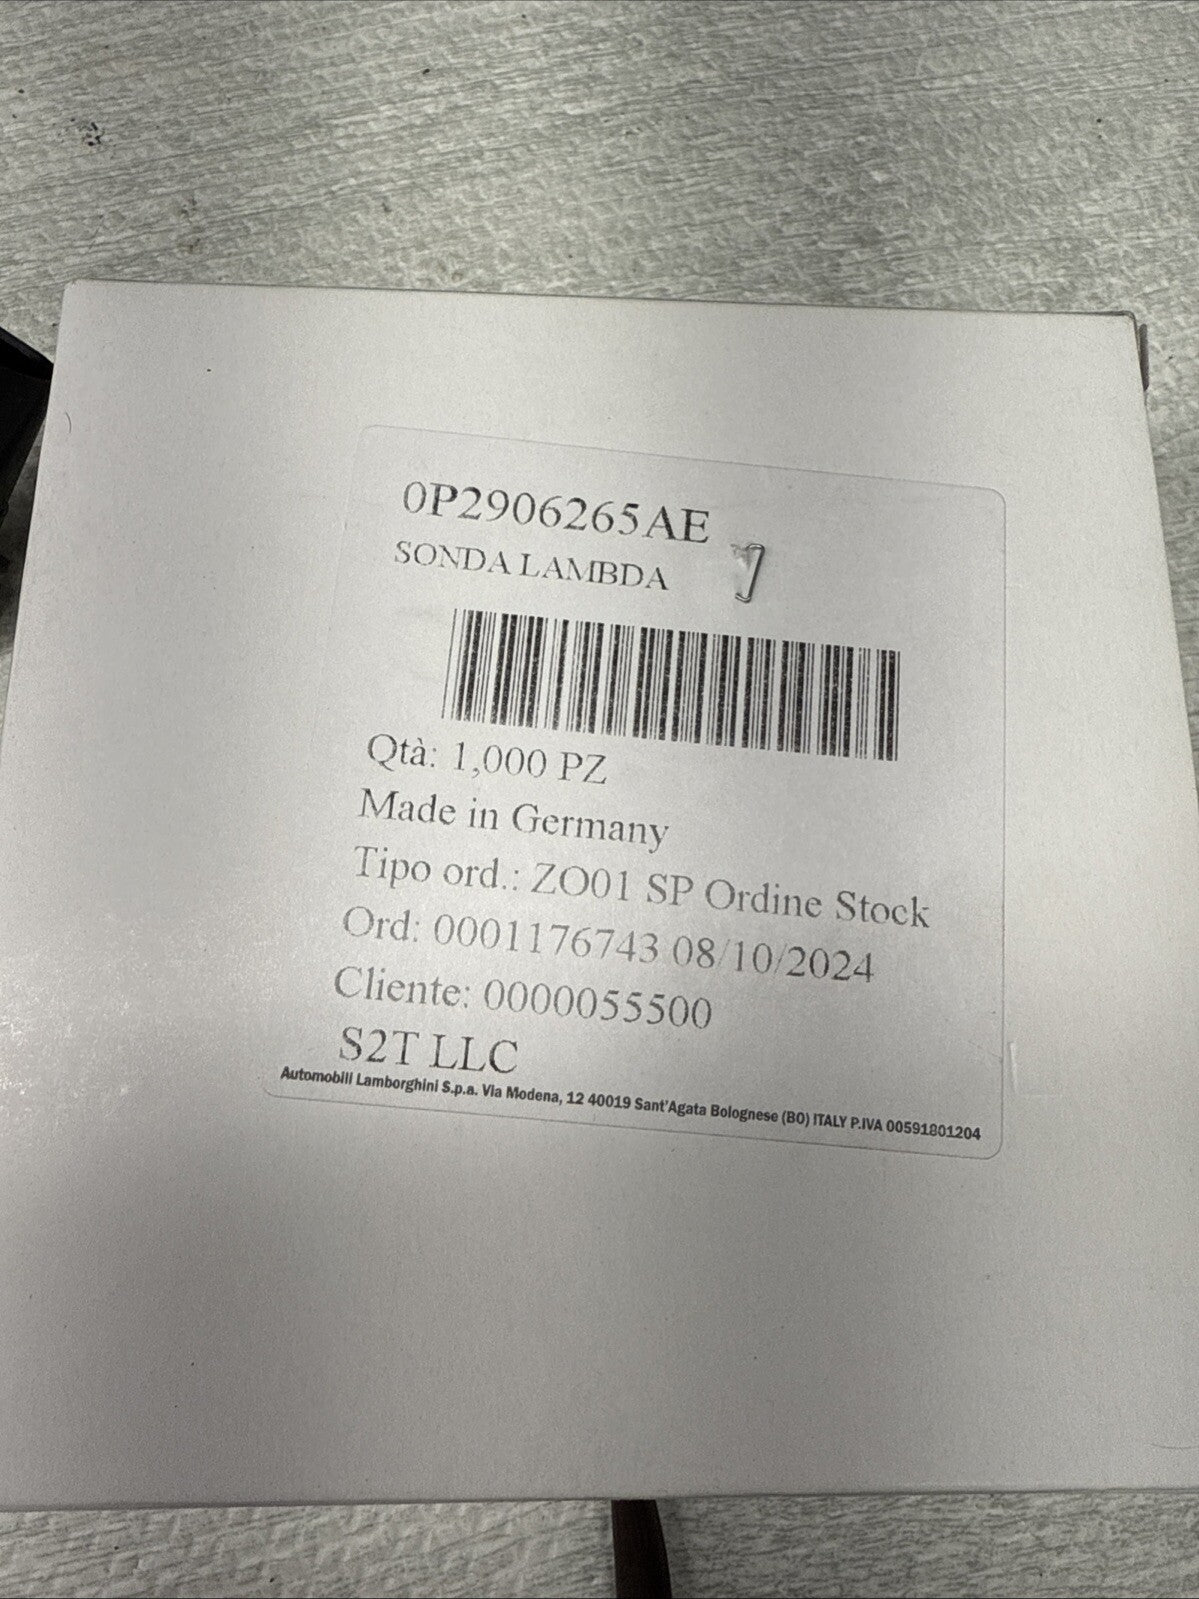 0P2906265AE
SONDA LAMBDA
Qtà: 1,000 PZ
Made in Germany
Tipo ord.: ZO01 SP Ordine Stock
Ord: 0001176743 08/10/2024
Cliente: 0000055500
S2T LLC
Automobili Lamborghini S.p.a. Via Modena, 12 40019 Sant'Agata Bolognese (BO) ITALY P.IVA 00591801204